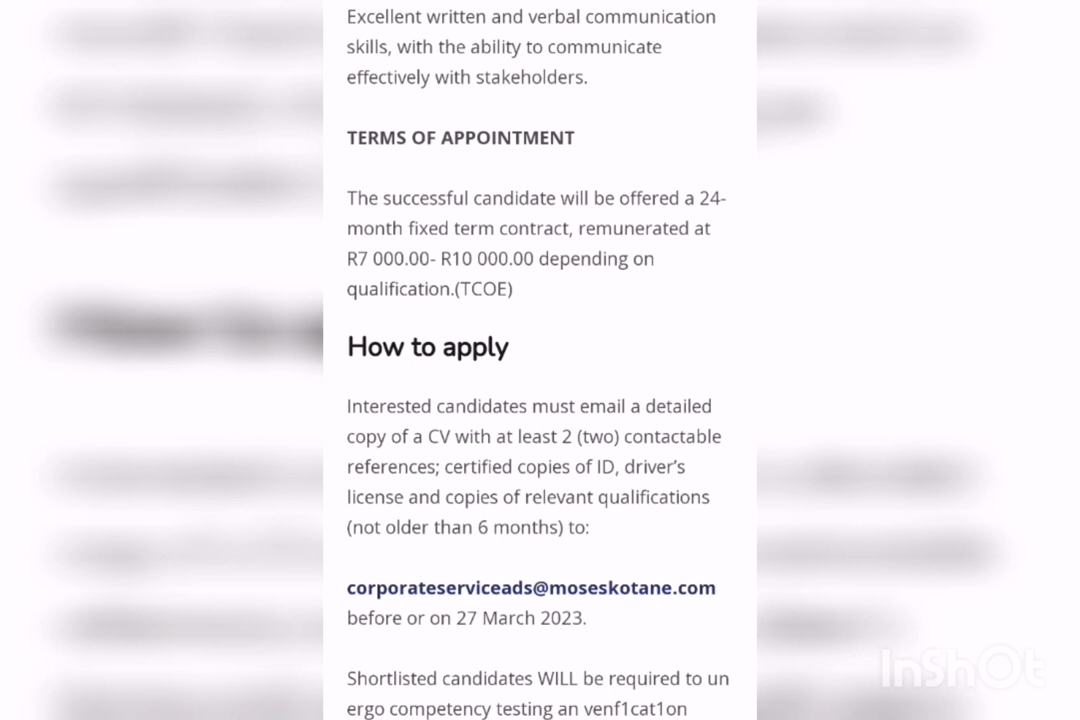 Excellent written and verbal communication
skills, with the ability to communicate
effectively with stakeholders.
TERMS OF APPOINTMENT
The successful candidate will be offered a 24-
month fixed term contract, remunerated at
R7 000.00- R10 000.00 depending on
qualification.(TCOE)
How to apply
Interested candidates must email a detailed
copy of a CV with at least 2 (two) contactable
references; certified copies of ID, driver’s
license and copies of relevant qualifications
(not older than 6 months) to:
corporateserviceads@moseskotane.com
before or on 27 March 2023.
Shortlisted candidates WILL be required to un
ergo competency testing an venf1cat1on
InShOt